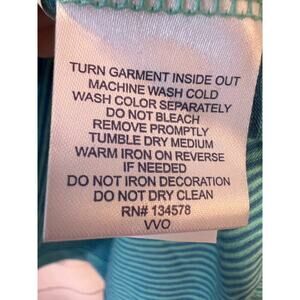 TURN GARMENT INSIDE OUT
MACHINE WASH COLD
WASH COLOR SEPARATELY
DO NOT BLEACH
REMOVE PROMPTLY
TUMBLE DRY MEDIUM
WARM IRON ON REVERSE
IF NEEDED
DO NOT IRON DECORATION
DO NOT DRY CLEAN
RN# 134578
VVO